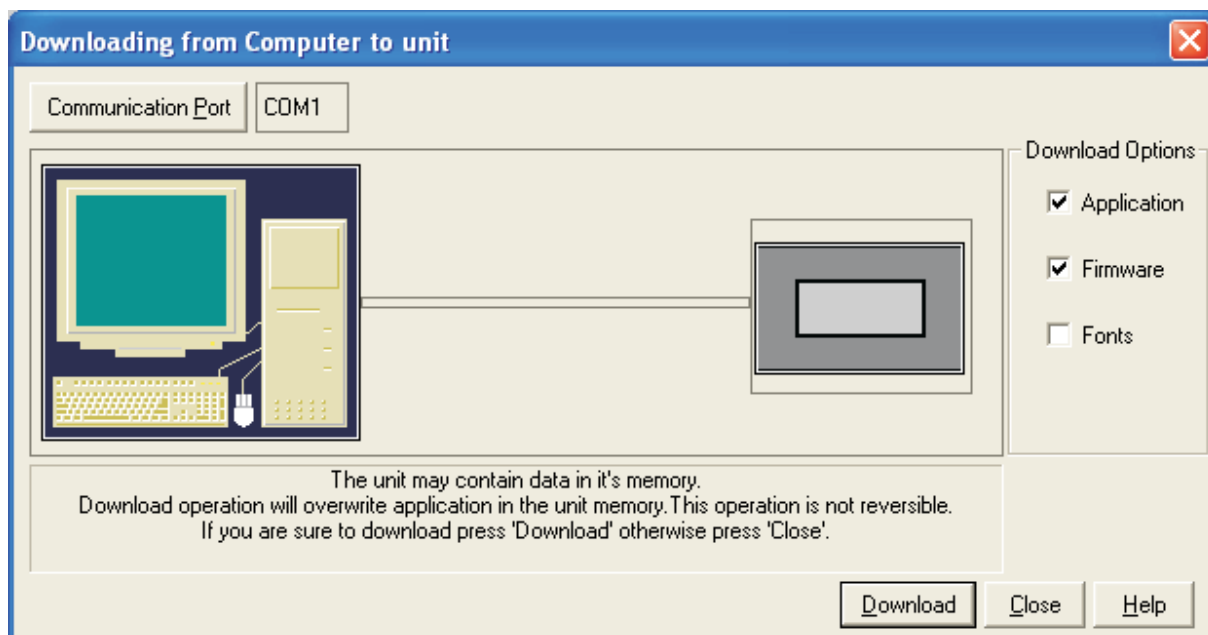 Downloading from Computer to unit
Communication Port COM1
Download Options
Application
Firmware
Fonts
The unit may contain data in it's memory.
Download operation will overwrite application in the unit memory.This operation is not reversible.
If you are sure to download press 'Download' otherwise press 'Close'.
Download Close Help